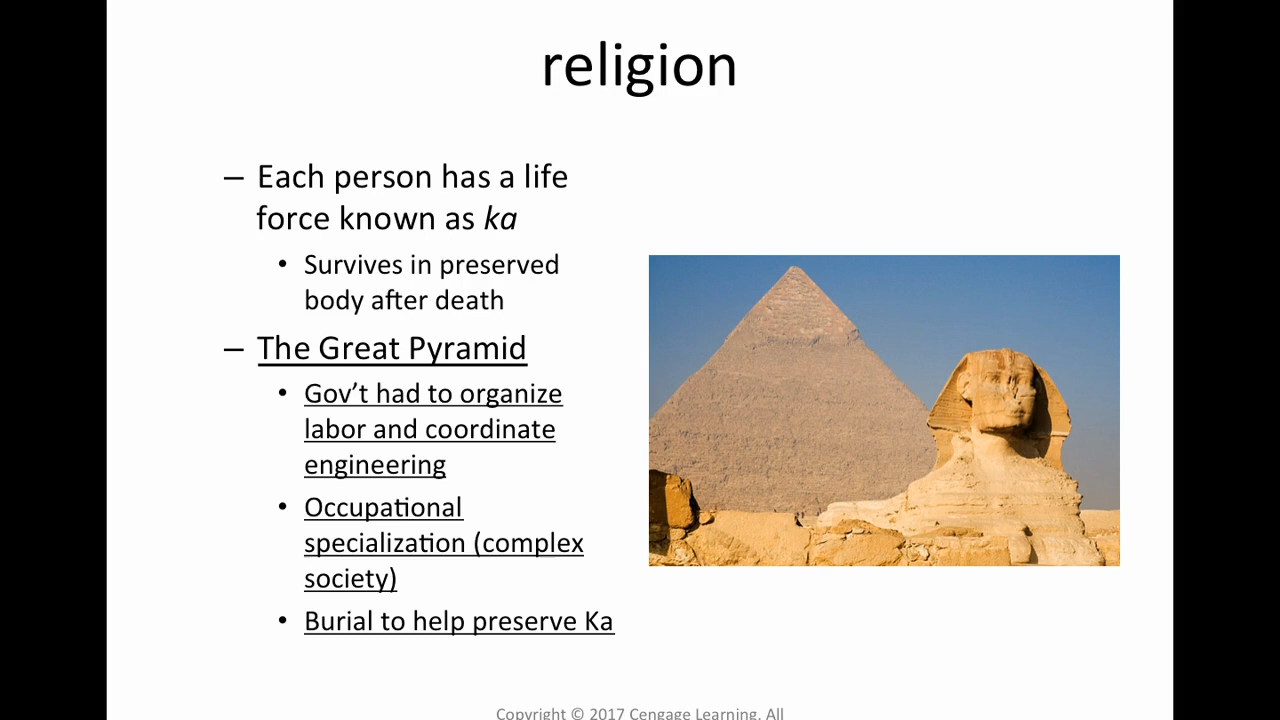 religion
– Each person has a life
force known as ka
• Survives in preserved
body after death
– The Great Pyramid
• Gov’t had to organize
labor and coordinate
engineering
• Occupational
specialization (complex
society)
• Burial to help preserve Ka
Copyright © 2017 Cengage Learning. All